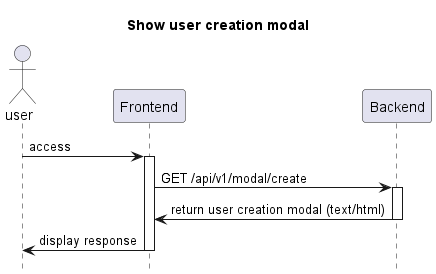 Show user creation modal
user
Frontend
Backend
access
GET /api/v1/modal/create
return user creation modal (text/html)
display response